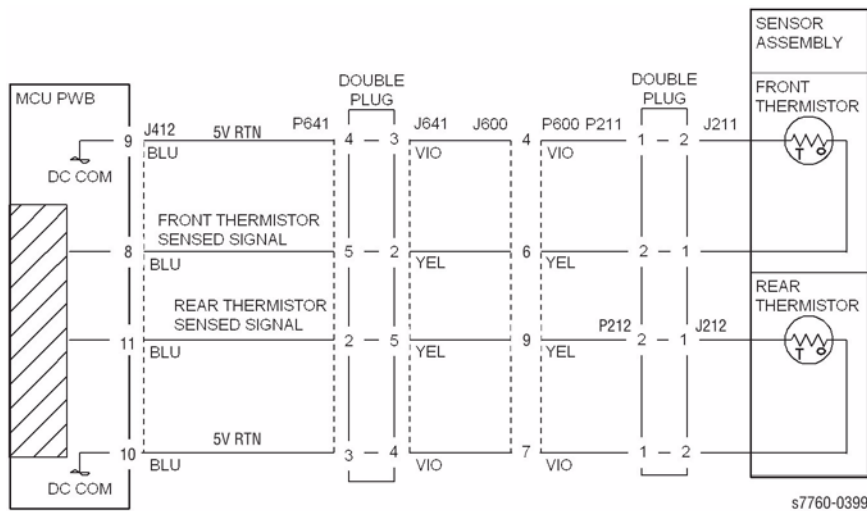 SENSOR
ASSEMBLY
DOUBLE
PLUG
DOUBLE
PLUG
FRONT
THERMISTOR
MCU PWB
9 J412 5V RTN P641 4 3 J641 J600 4 P600 P211 1 2 J211
BLU VIO VIO T
DC COM
FRONT THERMISTOR
SENSED SIGNAL
8 5 2 6 2 1
BLU YEL YEL
REAR THERMISTOR
SENSED SIGNAL
REAR
THERMISTOR
11 2 5 9 P212 2 1 J212
BLU YEL YEL T
5V RTN
10 3 4 7 1 2
BLU VIO VIO
DC COM
s7760-0399